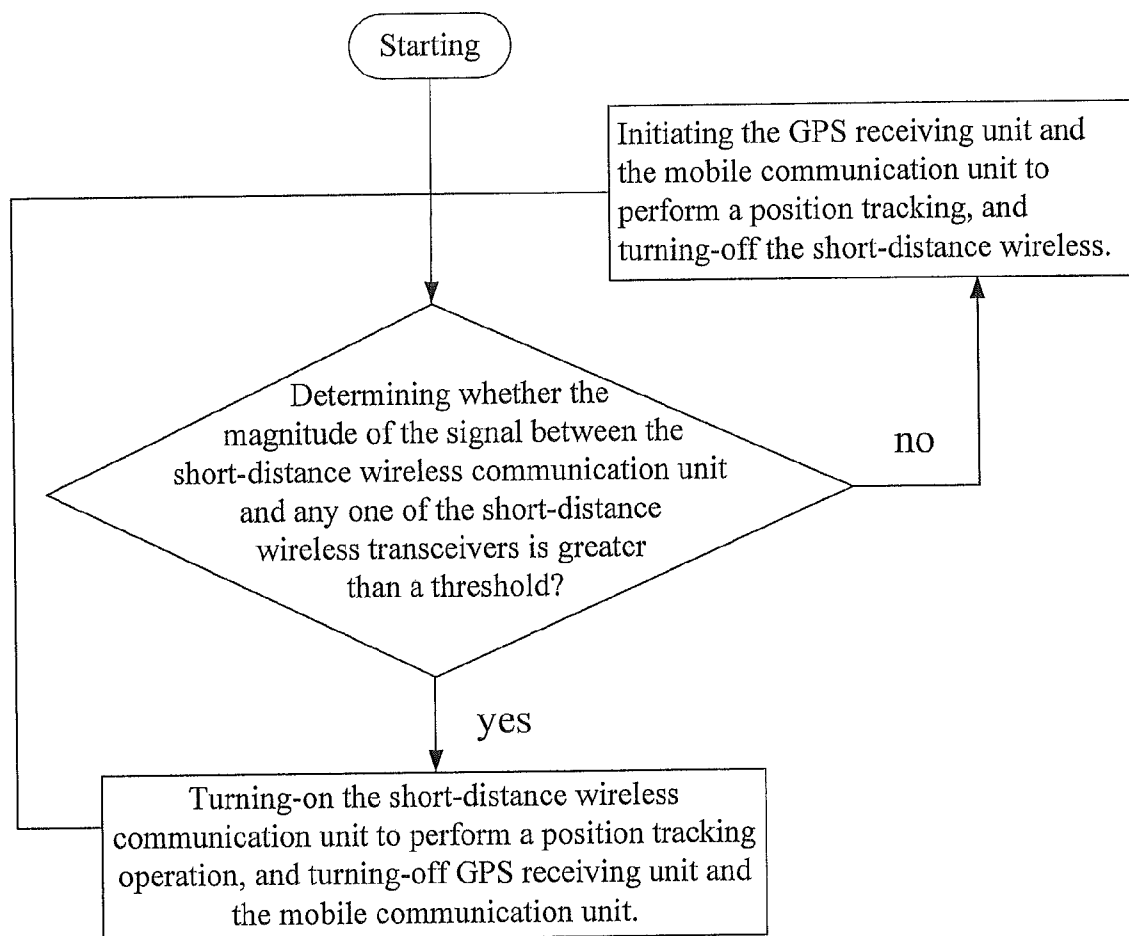 Starting
Initiating the GPS receiving unit and
the mobile communication unit to
perform a position tracking, and
turning-off the short-distance wireless.
Determining whether the
magnitude of the signal between the
short-distance wireless communication unit
and any one of the short-distance
wireless transceivers is greater
than a threshold?
no
yes
Turning-on the short-distance wireless
communication unit to perform a position tracking
operation, and turning-off GPS receiving unit and
the mobile communication unit.